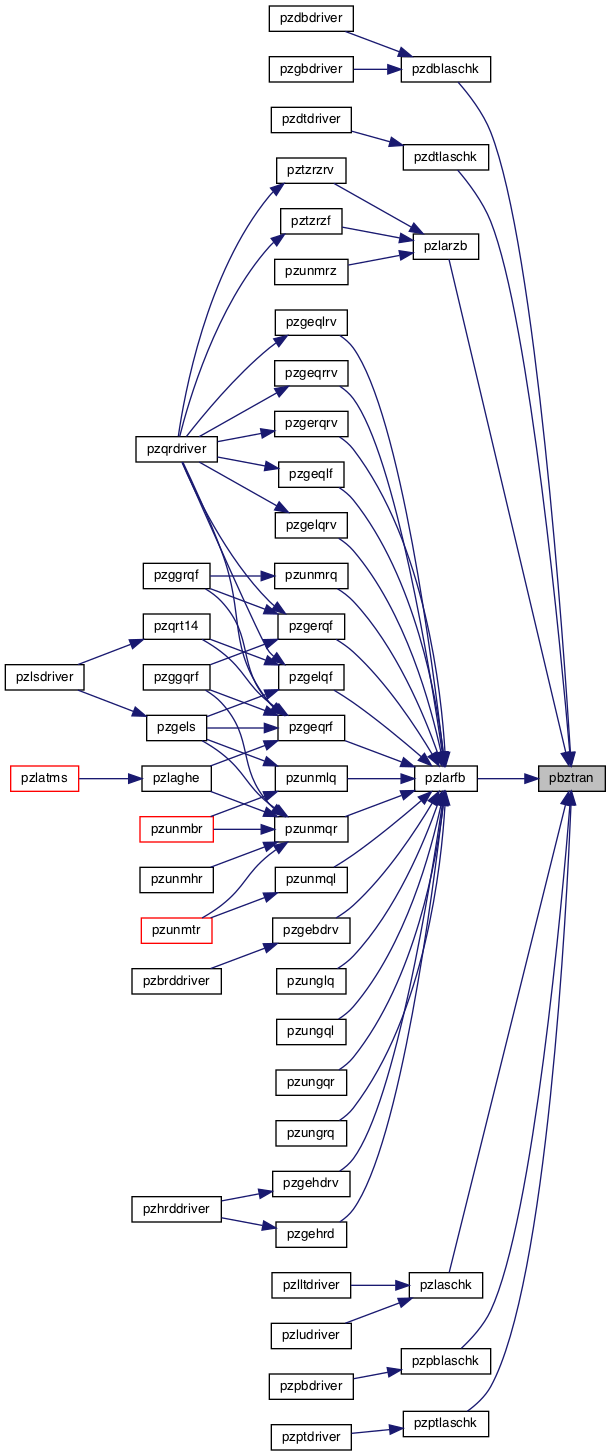 pzdbdriver
pzgbdriver
pzdblaschk
pzdtdriver
pzdtlaschk
pztzrzrv
pztzrzf
pzlarzb
pzunmrz
pzgeqlrv
pzgeqrrv
pzgerqrv
pzqrdriver
pzgeqlf
pzgelqrv
pzggrqf
pzunmrq
pzqrt14
pzgerqf
pzlsdriver
pzggqrf
pzgelqf
pzgels
pzgeqrf
pzlatms
pzlaghe
pzunmlq
pzlarfb
pbztran
pzunmbr
pzunmqr
pzunmhr
pzunmql
pzunmtr
pzgebdrv
pzbrddriver
pzunglq
pzungql
pzungqr
pzungrq
pzgehdrv
pzhrddriver
pzgehrd
pzlltdriver
pzlaschk
pzludriver
pzpblaschk
pzpbdriver
pzptlaschk
pzptdriver